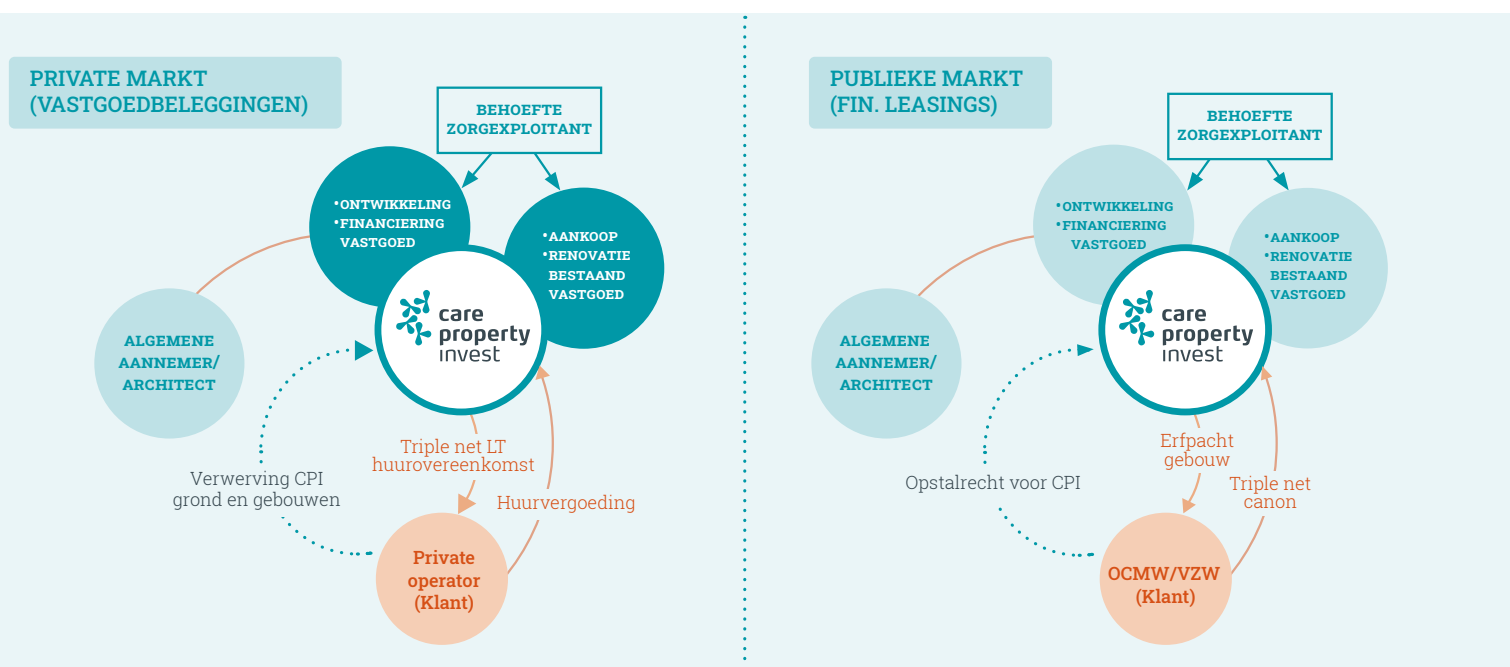 PRIVATE MARKT
(VASTGOEDBELEGGINGEN)
BEHOEFTE
ZORGEXPLOITANT
•ONTWIKKELING
•FINANCIERING
VASTGOED
•AANKOOP
•RENOVATIE
BESTAAND
VASTGOED
care
property
invest
ALGEMENE
AANNEMER/
ARCHITECT
Triple net LT
huurovereenkomst
Verwerving CPI
grond en gebouwen
Huurvergoeding
Private
operator
(Klant)
PUBLIEKE MARKT
(FIN. LEASINGS)
BEHOEFTE
ZORGEXPLOITANT
•ONTWIKKELING
•FINANCIERING
VASTGOED
•AANKOOP
•RENOVATIE
BESTAAND
VASTGOED
care
property
invest
ALGEMENE
AANNEMER/
ARCHITECT
Erfpacht
gebouw
Opstalrecht voor CPI
Triple net
canon
OCMW/VZW
(Klant)